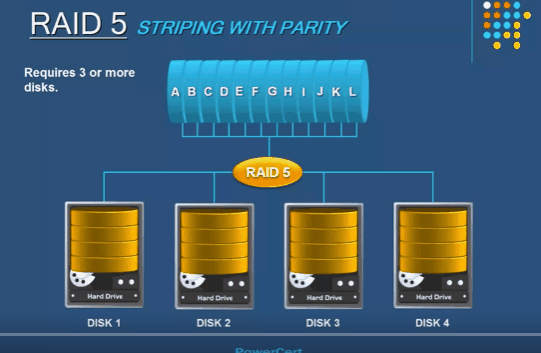 RAID 5 STRIPING WITH PARITY
Requires 3 or more
disks.
A B C D E F G H I J K L
RAID 5
Hard Drive Hard Drive Hard Drive Hard Drive
DISK 1 DISK 2 DISK 3 DISK 4
PowerCert